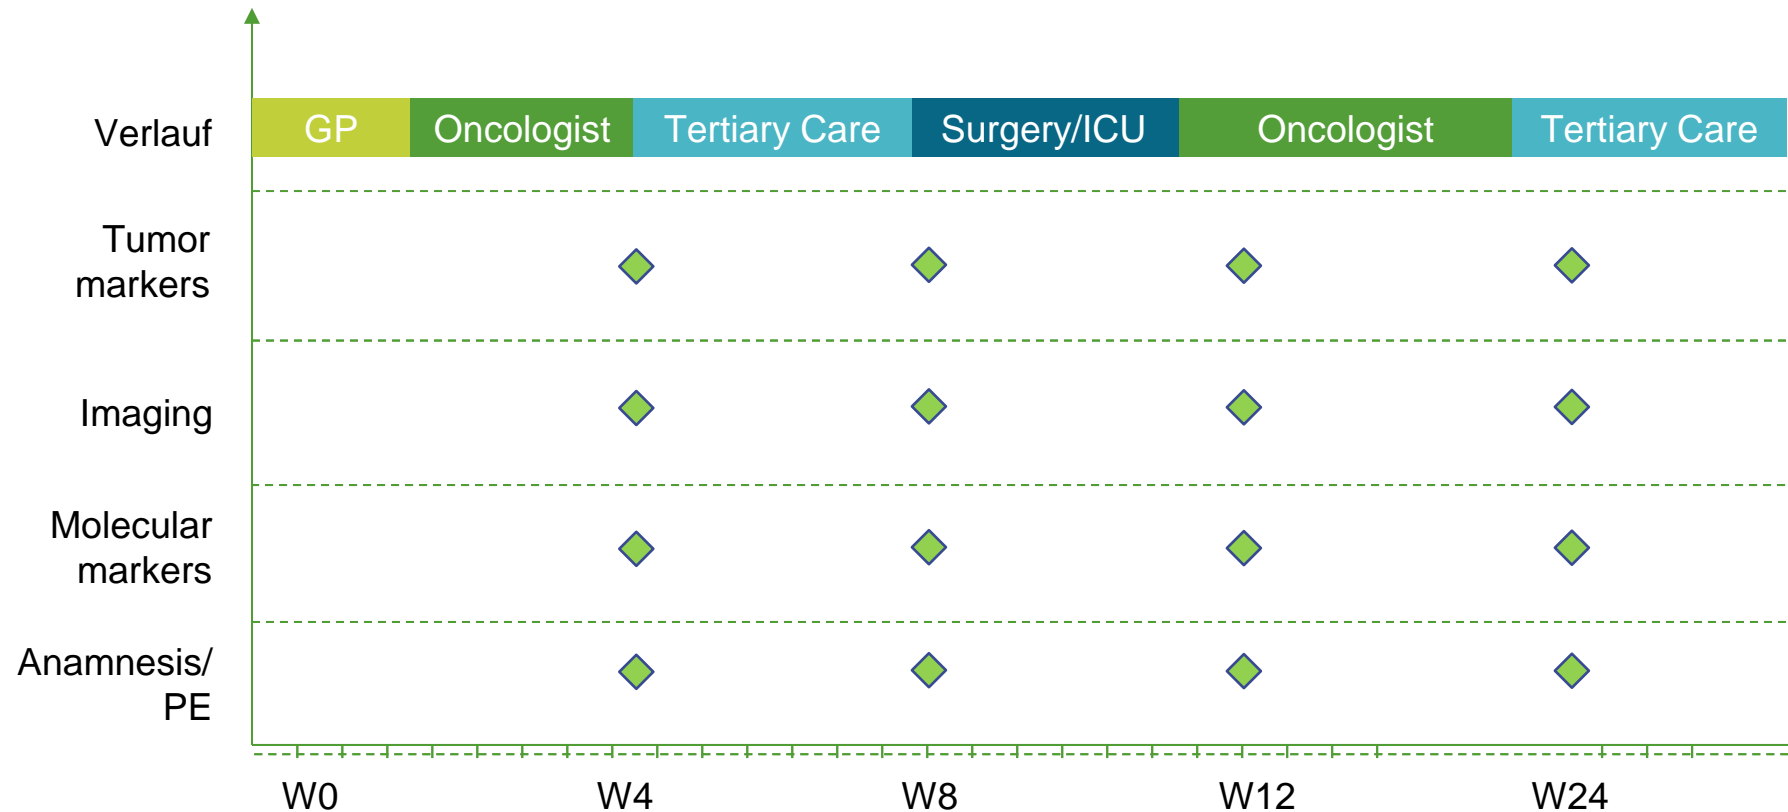 Verlauf
GP
Oncologist
Tertiary Care
Surgery/ICU
Oncologist
Tertiary Care
Tumor
markers
Imaging
Molecular
markers
Anamnesis/
PE
W0
W4
W8
W12
W24